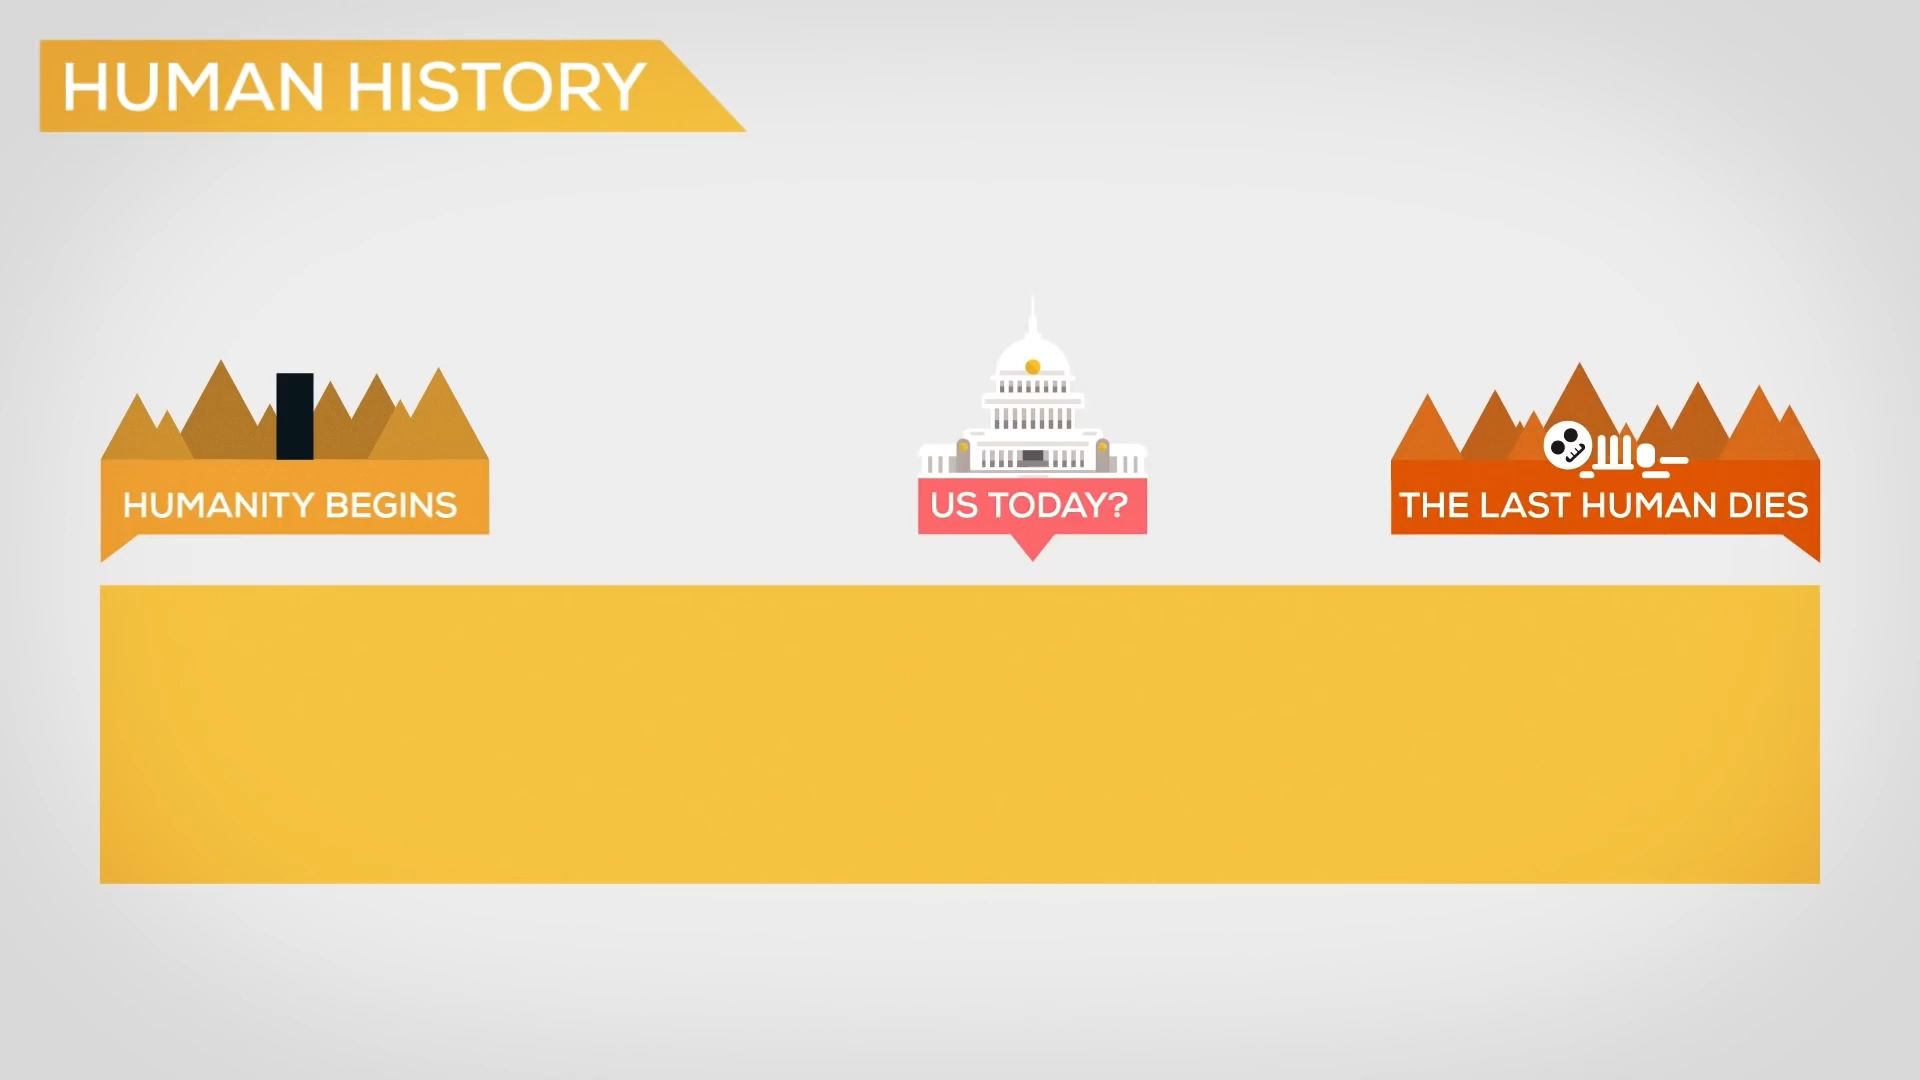 HUMAN HISTORY
HUMANITY BEGINS
US TODAY?
THE LAST HUMAN DIES